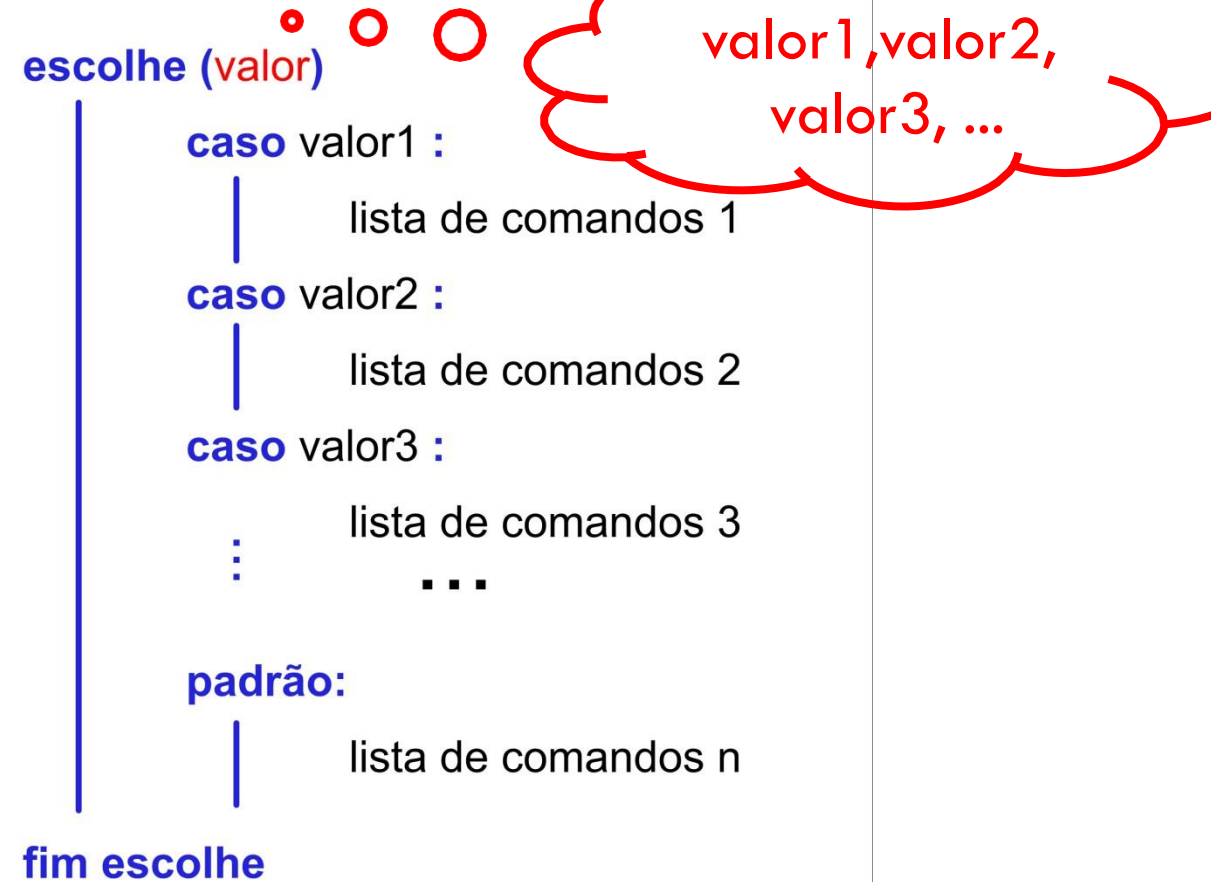 valor1,valor2,
valor3, ...
escolhe (valor)
caso valor1 :
lista de comandos 1
caso valor2 :
lista de comandos 2
caso valor3 :
lista de comandos 3
⋮ ...
padrão:
lista de comandos n
fim escolhe